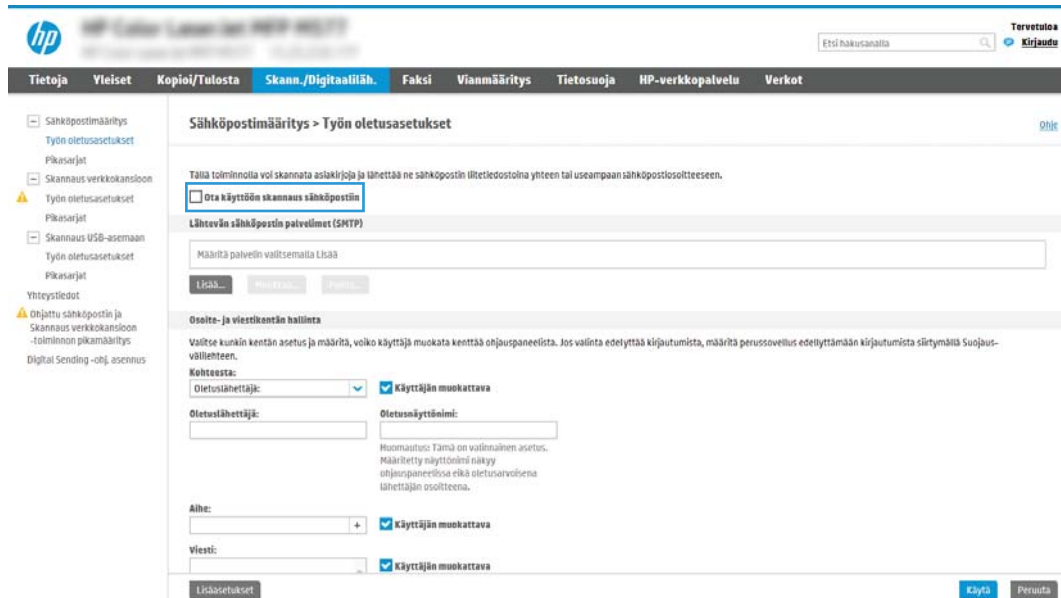 hp
Tervetuloa
Etsi hakusanalla
Kirjaudu
Tietoja Yleiset Kopioi/Tulosta Skann./Digitaaliläh. Faksi Vianmääritys Tietosuoja HP-verkkopalvelu Verkot
Sähköpostimääritys
Työn oletusasetukset
Pikasarjat
Skannaus verkkokansioon
Työn oletusasetukset
Pikasarjat
Skannaus USB-asemaan
Työn oletusasetukset
Pikasarjat
Yhteystiedot
Ohjattu sähköpostin ja
Skannaus verkkokansioon
-toiminnon pikamääritys
Digital Sending -ohj. asennus
Sähköpostimääritys > Työn oletusasetukset
Ohje
Tällä toiminnolla voi skannata asiakirjoja ja lähettää ne sähköpostin liitetiedostoina yhteen tai useampaan sähköpostiosoitteeseen.
Ota käyttöön skannaus sähköpostiin
Lähtevän sähköpostin palvelimet (SMTP)
Määritä palvelin valitsemalla Lisää
Lisää...
Osoite- ja viestikentän hallinta
Valitse kunkin kentän asetus ja määritä, voiko käyttäjä muokata kenttää ohjauspaneelista. Jos valinta edelyttää kirjautumista, määritä perussovellus edellyttämään kirjautumista siirtymällä Suojaus-
välilehteen.
Kohteesta:
Oletuslähettäjä: Käyttäjän muokattava
Oletuslähettäjä: Oletusnäyttönimi:
Huomautus: Tämä on valinnainen asetus.
Määritetty näyttönimi näkyy
ohjauspaneelissa eikä oletusarvoisena
lähettäjän osoitteena.
Aihe:
+ Käyttäjän muokattava
Viesti:
Käyttäjän muokattava
Lisäasetukset Käytä Peruuta